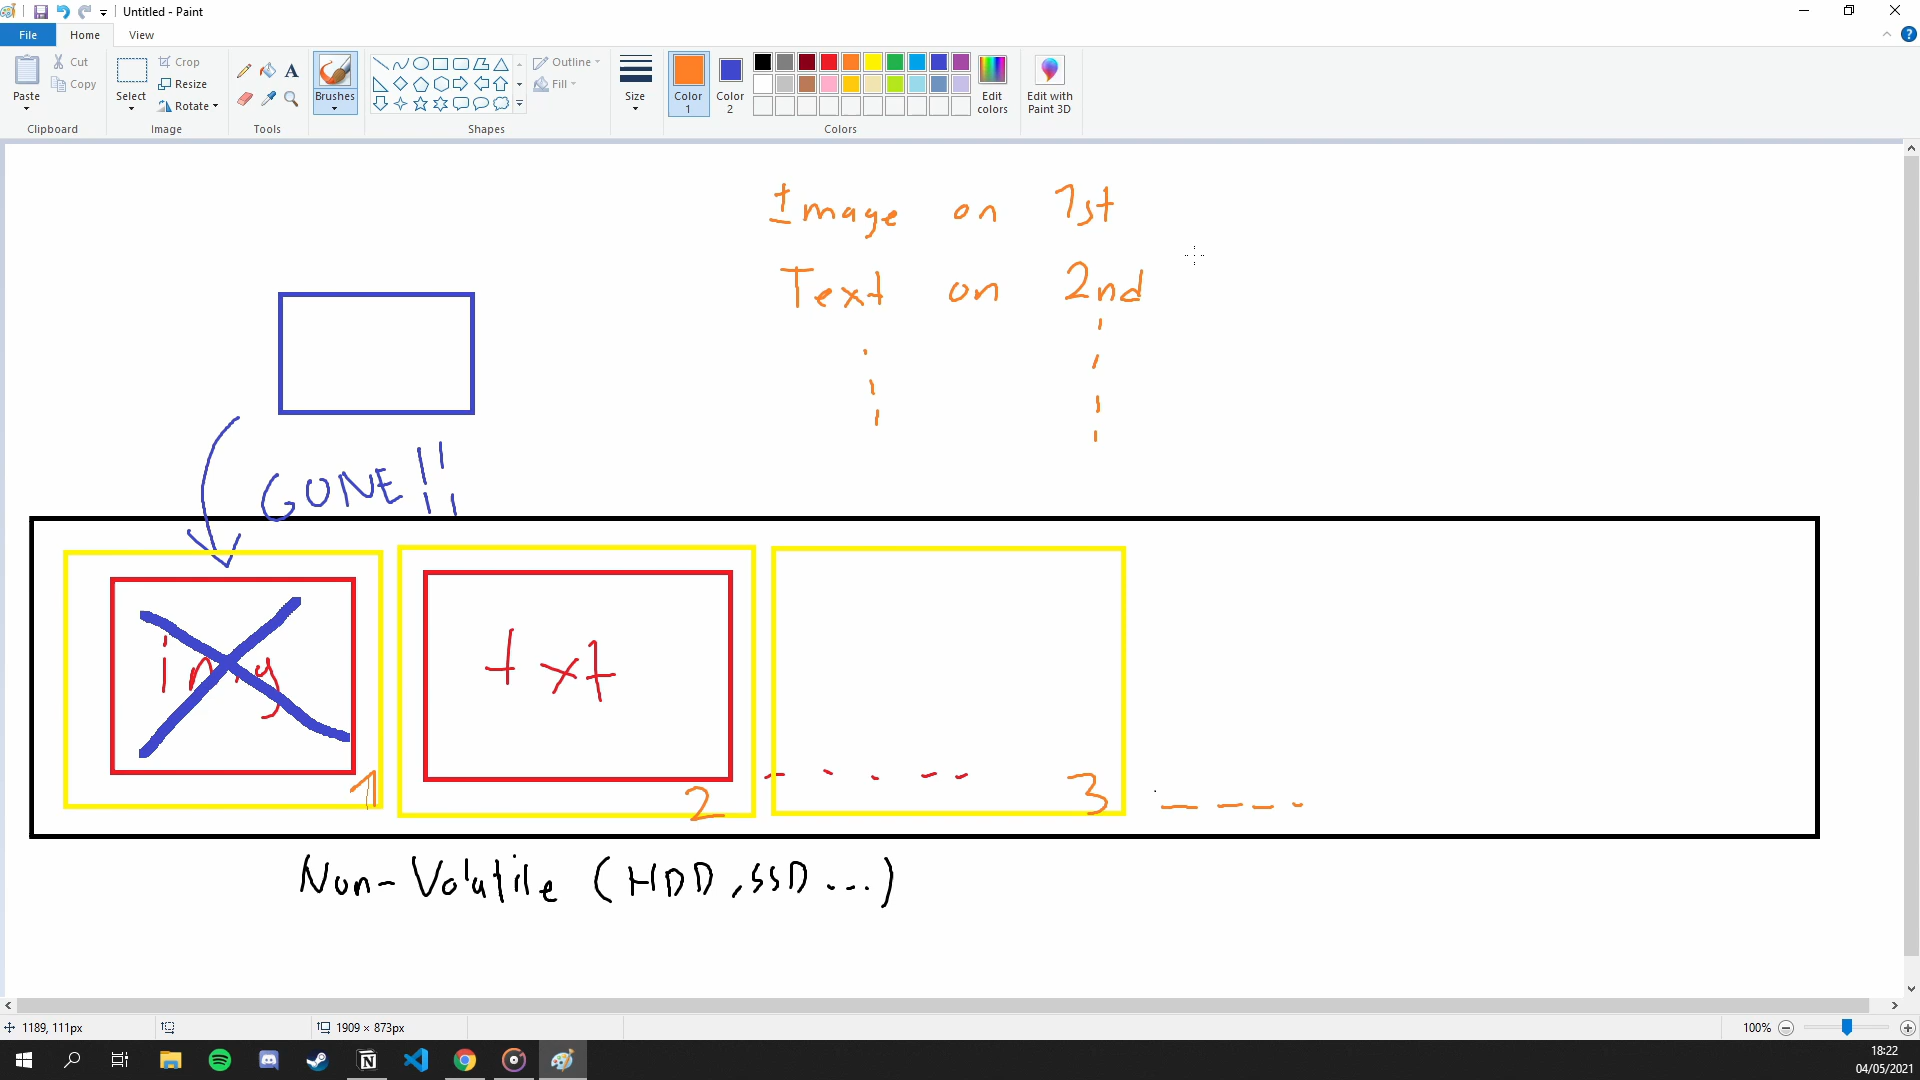 Untitled - Paint
File Home View
Paste
Cut
Copy
Clipboard
Select
Crop
Resize
Rotate
Image
Tools
Brushes
Shapes
Outline
Fill
Size
Color 1
Color 2
Edit colors
Colors
Edit with Paint 3D
Image on 1st
Text on 2nd
GONE!!
img
txt
1
2
3
Non-Volatile (HDD, SSD...)
1189, 111px
1909 × 873px
100%
18:22
04/05/2021